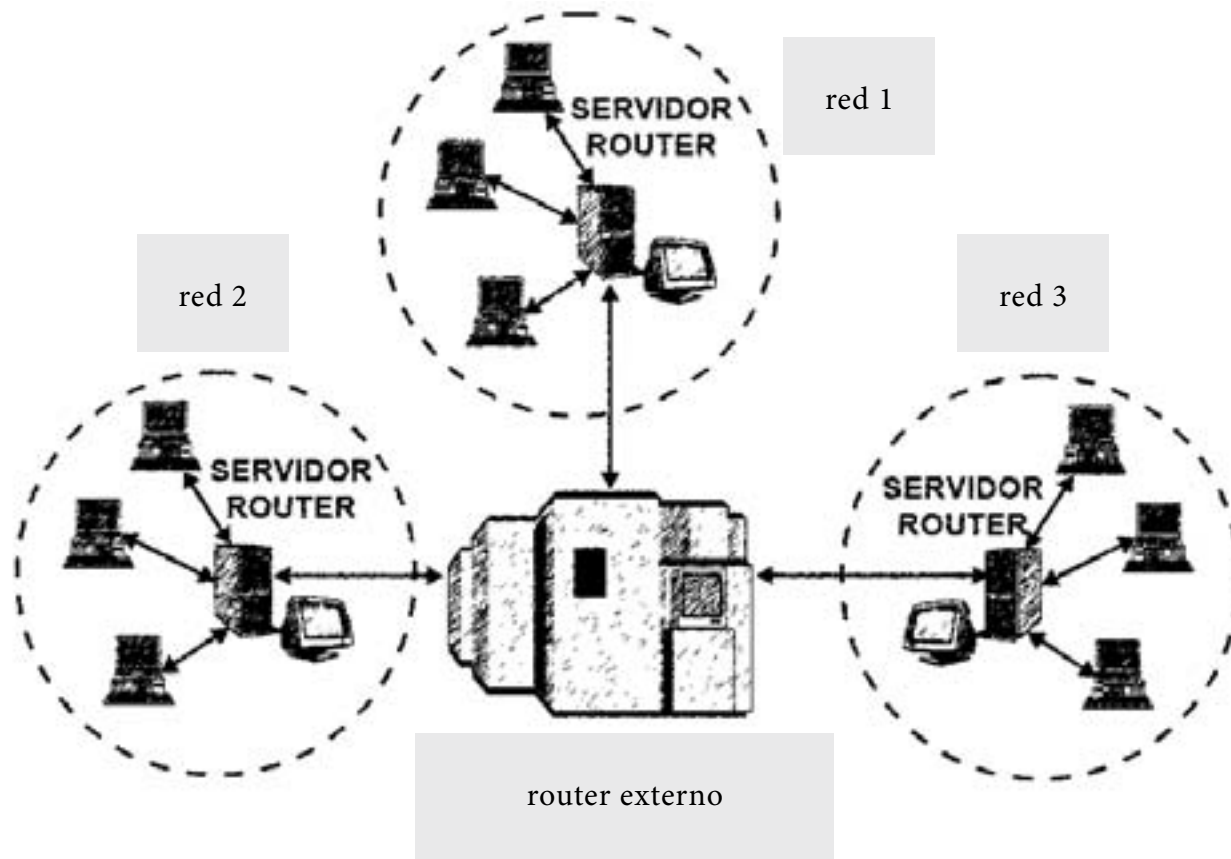 red 1
SERVIDOR
ROUTER
red 2
red 3
SERVIDOR
ROUTER
SERVIDOR
ROUTER
router externo